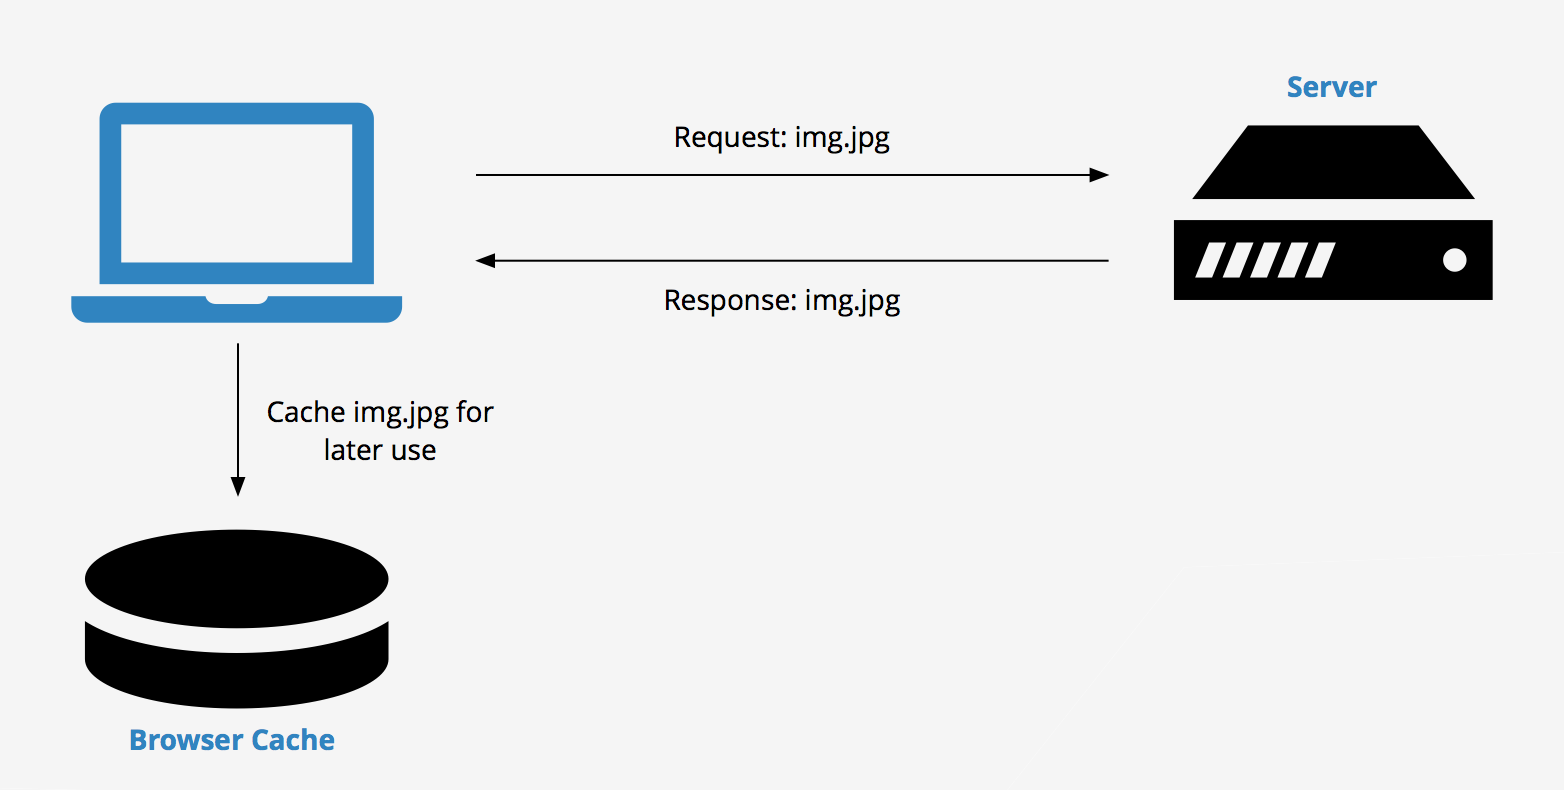 Server
Request: img.jpg
Response: img.jpg
Cache img.jpg for
later use
Browser Cache